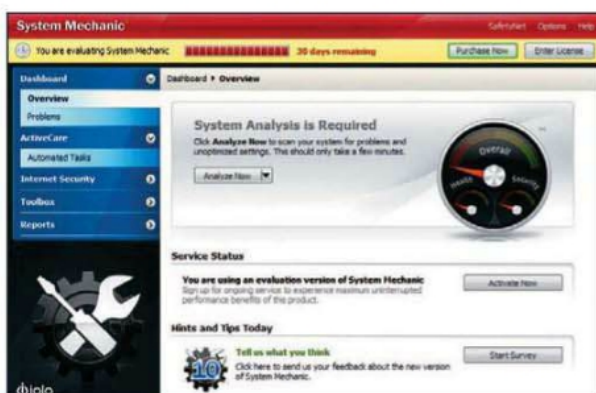 System Mechanic
SafetyNet Options Help
You are evaluating System Mechanic 30 days remaining Purchase Now Enter License
Dashboard
Overview
Problems
ActiveCare
Automated Tasks
Internet Security
Toolbox
Reports
Dashboard Overview
System Analysis is Required
Click Analyze Now to scan your system for problems and
unoptimized settings. This should only take a few minutes.
Analyze Now
Overall
Health Security
Service Status
You are using an evaluation version of System Mechanic
Sign up for ongoing service to experience maximum uninterrupted
performance benefits of this product.
Activate Now
Hints and Tips Today
10
Tell us what you think
Click here to send us your feedback about the new version
of System Mechanic.
Start Survey
iolo